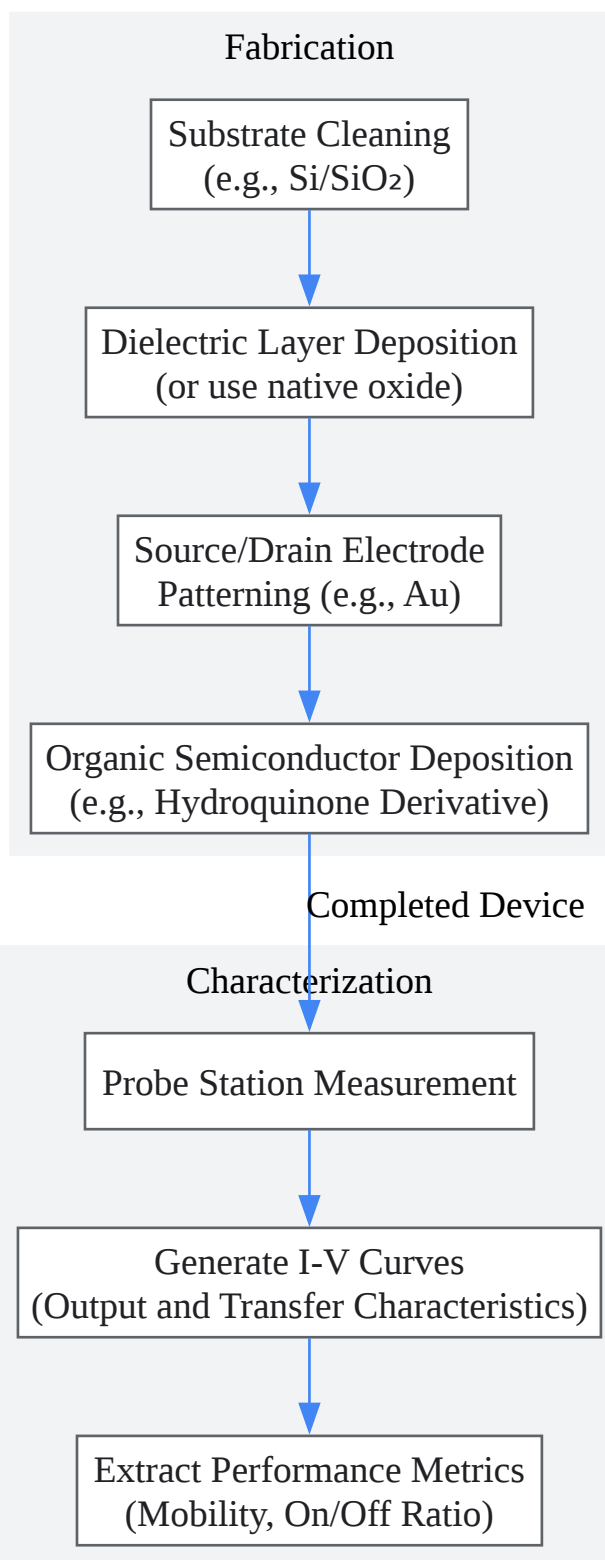 Fabrication
Substrate Cleaning
(e.g., Si/SiO₂)
Dielectric Layer Deposition
(or use native oxide)
Source/Drain Electrode
Patterning (e.g., Au)
Organic Semiconductor Deposition
(e.g., Hydroquinone Derivative)
Completed Device
Characterization
Probe Station Measurement
Generate I-V Curves
(Output and Transfer Characteristics)
Extract Performance Metrics
(Mobility, On/Off Ratio)